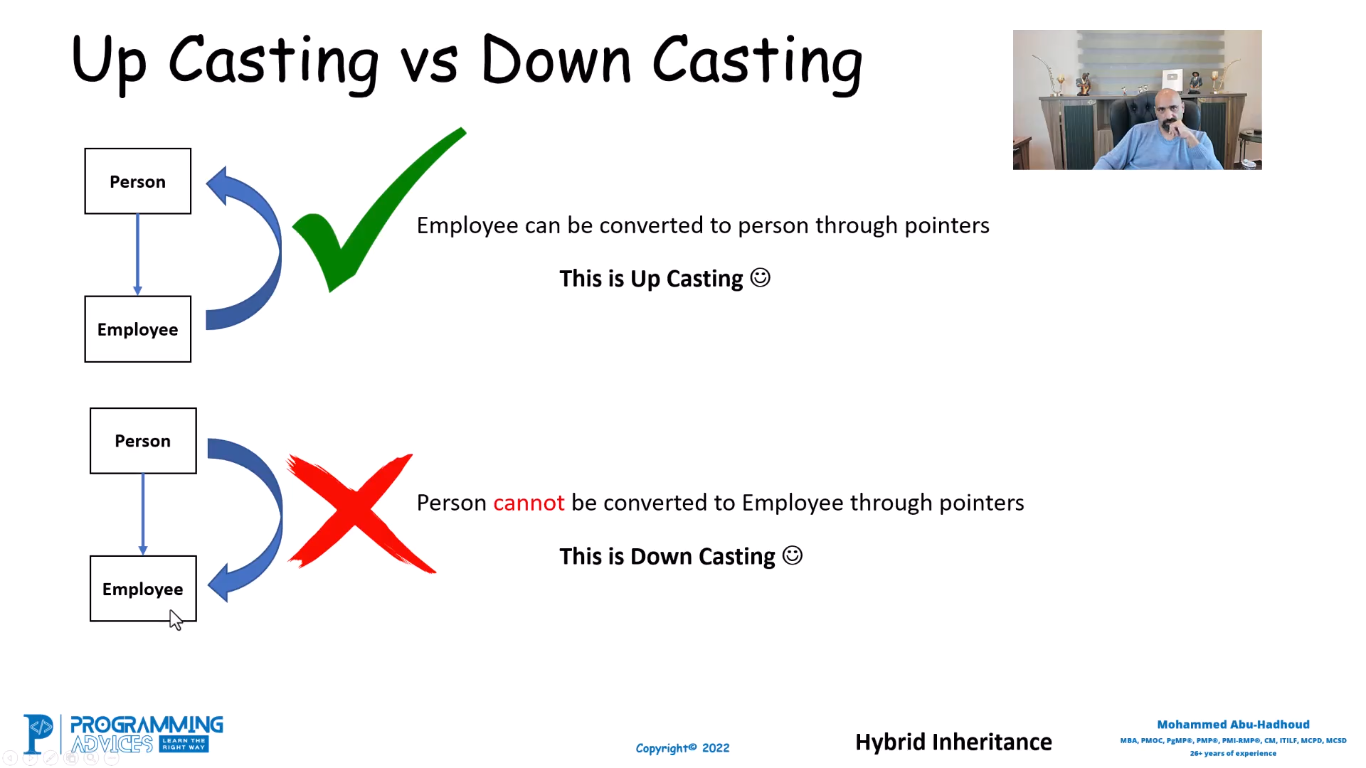 Up Casting vs Down Casting
Person
Employee
Employee can be converted to person through pointers
This is Up Casting ☺
Person
Employee
Person cannot be converted to Employee through pointers
This is Down Casting ☺
PROGRAMMING
ADVICES
LEARN THE
RIGHT WAY
Copyright© 2022
Hybrid Inheritance
Mohammed Abu-Hadhoud
MBA, PMOC, PgMP®, PMP®, PMI-RMP®, CM, ITILF, MCPD, MCSD
26+ years of experience